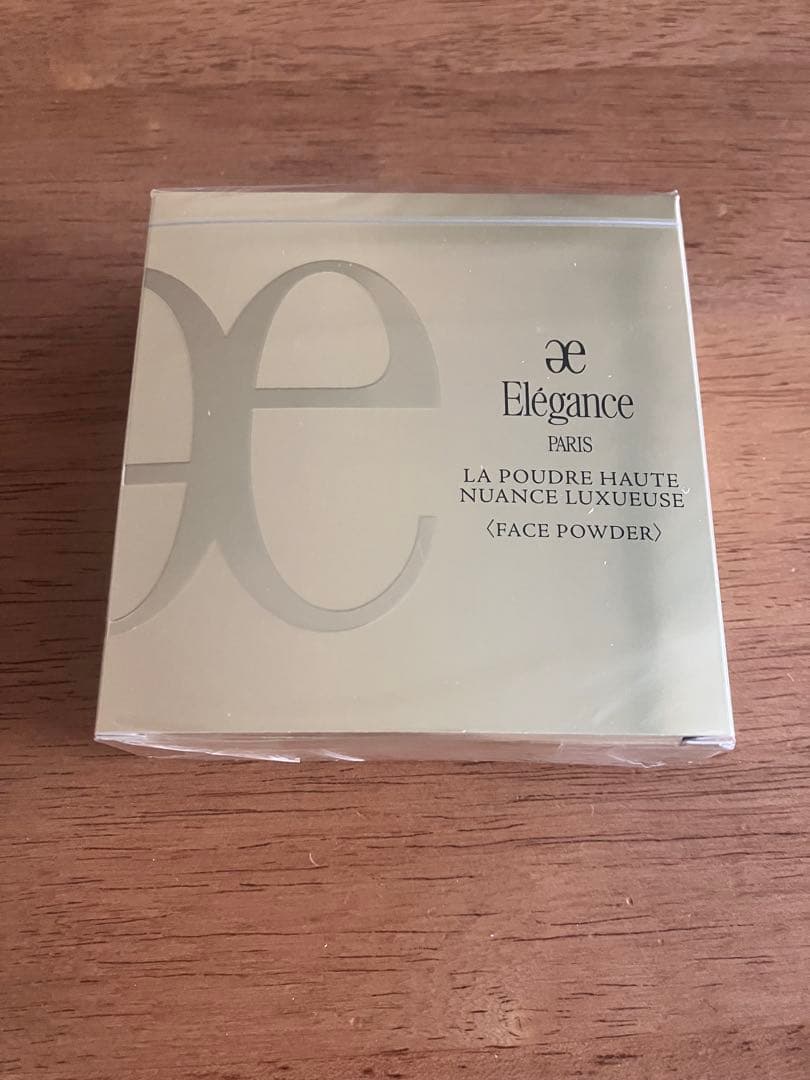 Elégance
PARIS
LA POUDRE HAUTE
NUANCE LUXUEUSE
〈FACE POWDER〉